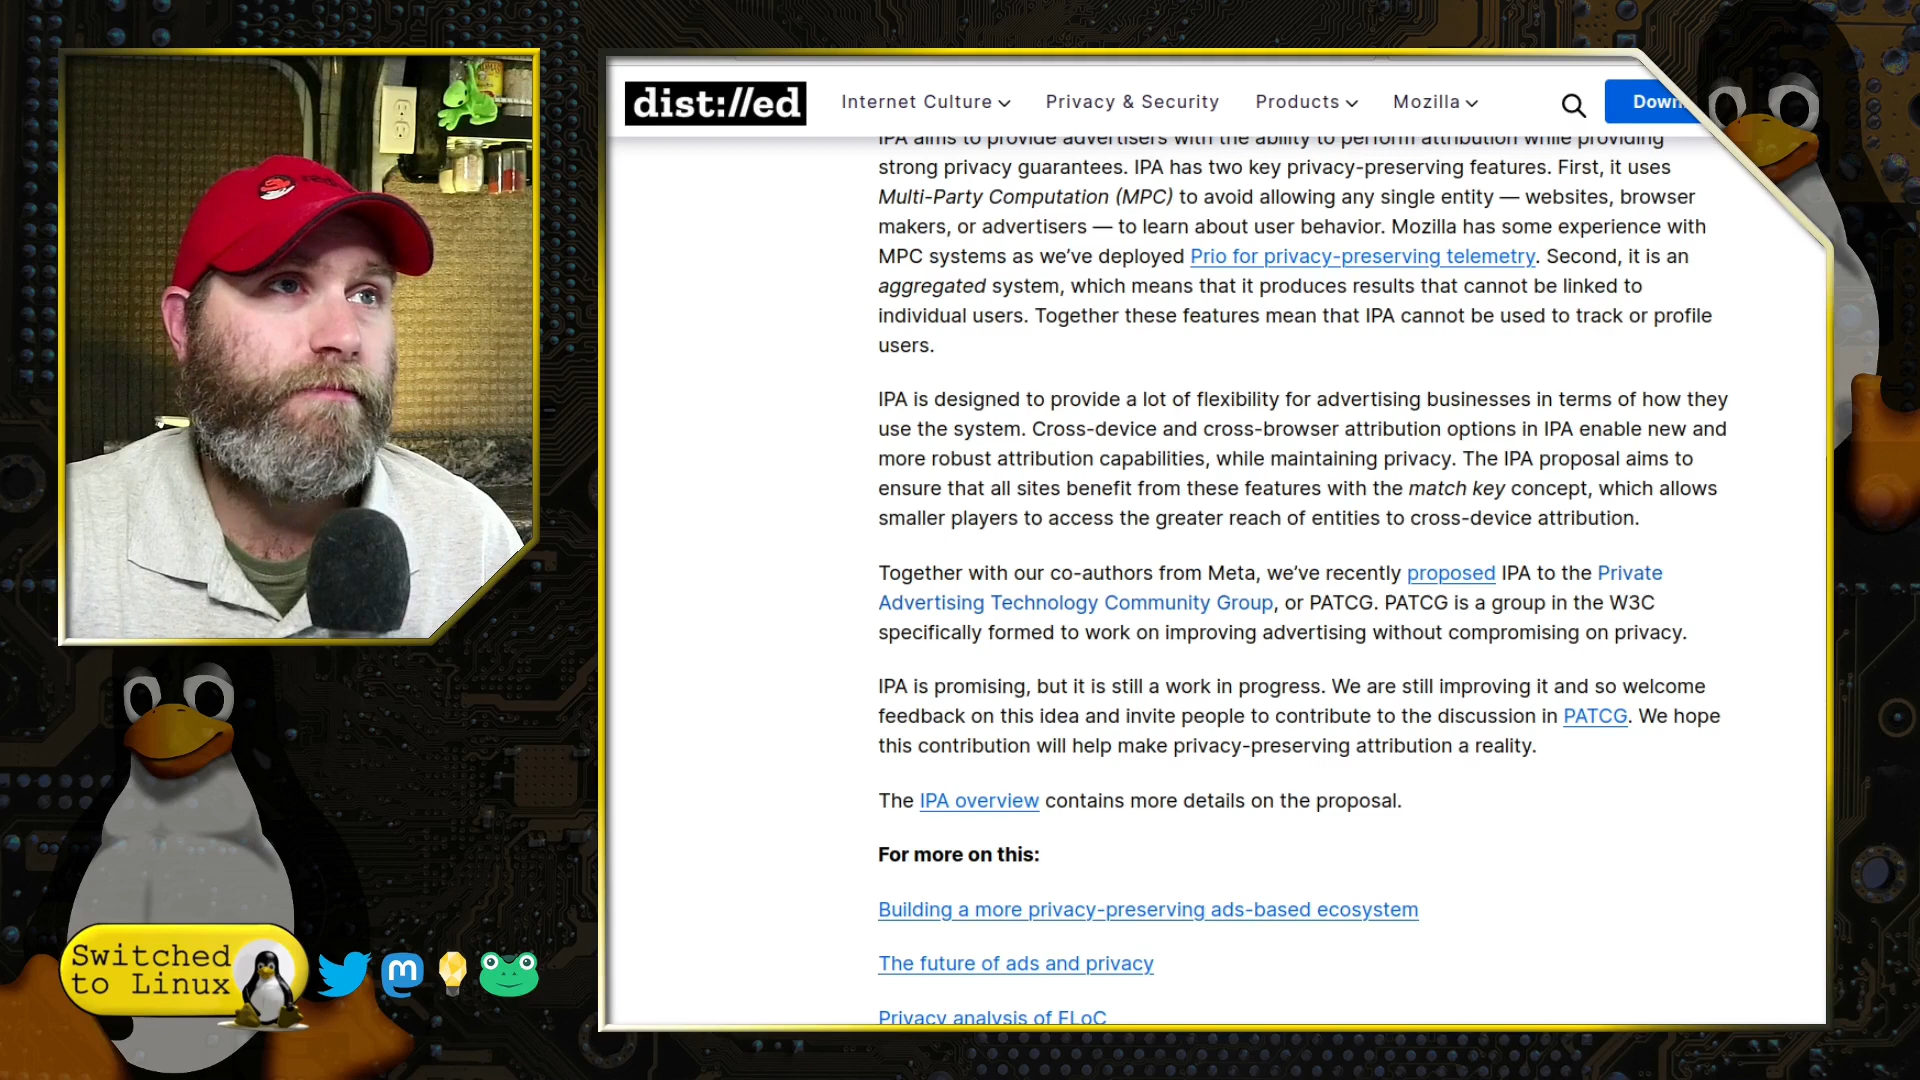 dist://ed
Internet Culture
Privacy & Security
Products
Mozilla
IPA aims to provide advertisers with the ability to perform attribution while providing
strong privacy guarantees. IPA has two key privacy-preserving features. First, it uses
Multi-Party Computation (MPC) to avoid allowing any single entity — websites, browser
makers, or advertisers — to learn about user behavior. Mozilla has some experience with
MPC systems as we’ve deployed Prio for privacy-preserving telemetry. Second, it is an
aggregated system, which means that it produces results that cannot be linked to
individual users. Together these features mean that IPA cannot be used to track or profile
users.
IPA is designed to provide a lot of flexibility for advertising businesses in terms of how they
use the system. Cross-device and cross-browser attribution options in IPA enable new and
more robust attribution capabilities, while maintaining privacy. The IPA proposal aims to
ensure that all sites benefit from these features with the match key concept, which allows
smaller players to access the greater reach of entities to cross-device attribution.
Together with our co-authors from Meta, we’ve recently proposed IPA to the Private
Advertising Technology Community Group, or PATCG. PATCG is a group in the W3C
specifically formed to work on improving advertising without compromising on privacy.
IPA is promising, but it is still a work in progress. We are still improving it and so welcome
feedback on this idea and invite people to contribute to the discussion in PATCG. We hope
this contribution will help make privacy-preserving attribution a reality.
The IPA overview contains more details on the proposal.
For more on this:
Building a more privacy-preserving ads-based ecosystem
The future of ads and privacy
Privacy analysis of FLoC
Switched
to Linux